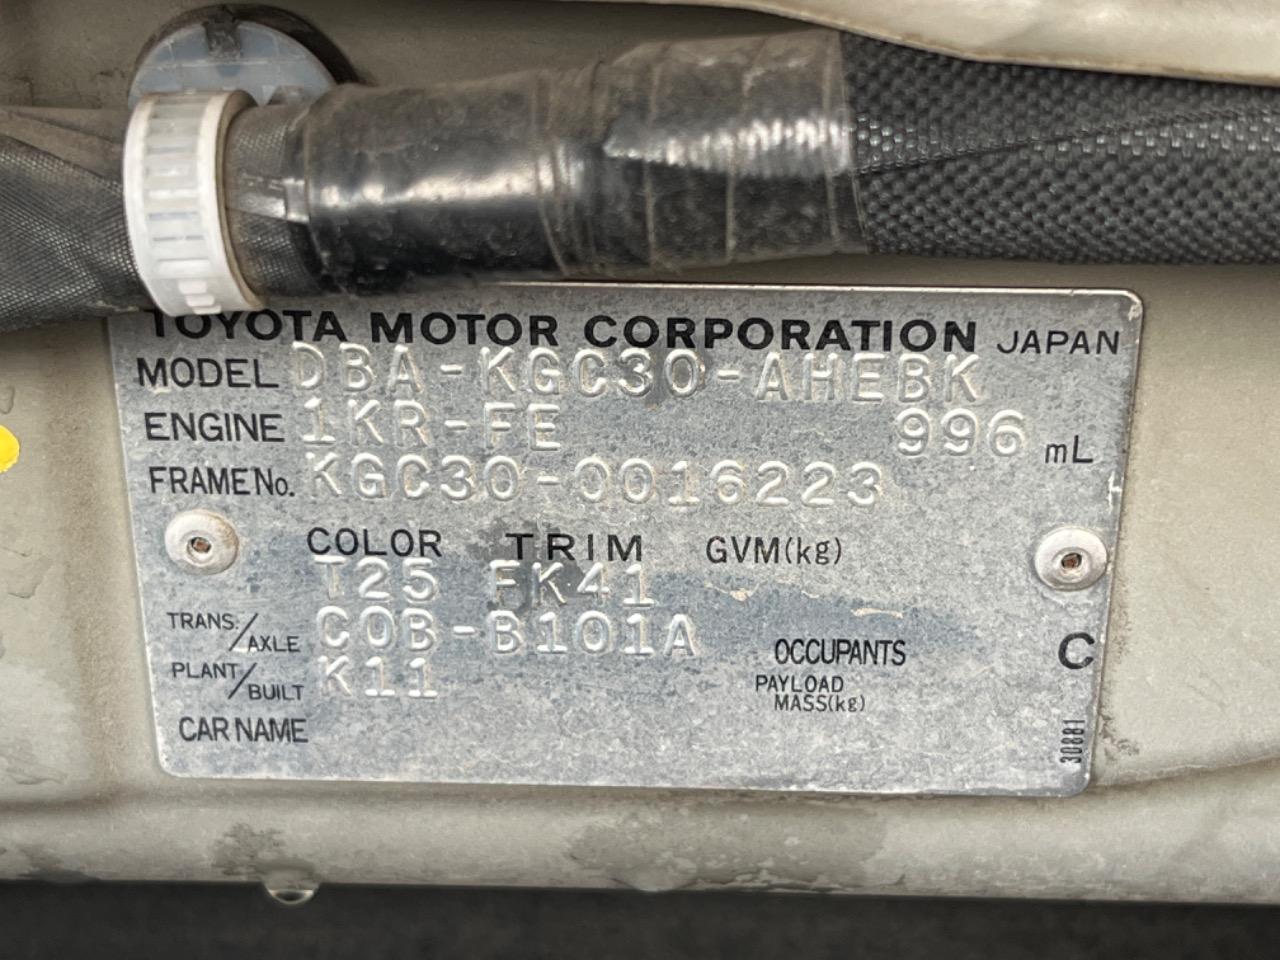 TOYOTA MOTOR CORPORATION JAPAN
MODEL DBA-KGC30-AHEBK
ENGINE 1KR-FE 996 mL
FRAME No. KGC30-0016223
COLOR TRIM GVM(kg)
T25 FK41
TRANS./AXLE C0B-B101A
OCCUPANTS C
PLANT/BUILT K11
PAYLOAD
MASS(kg)
CAR NAME
30881